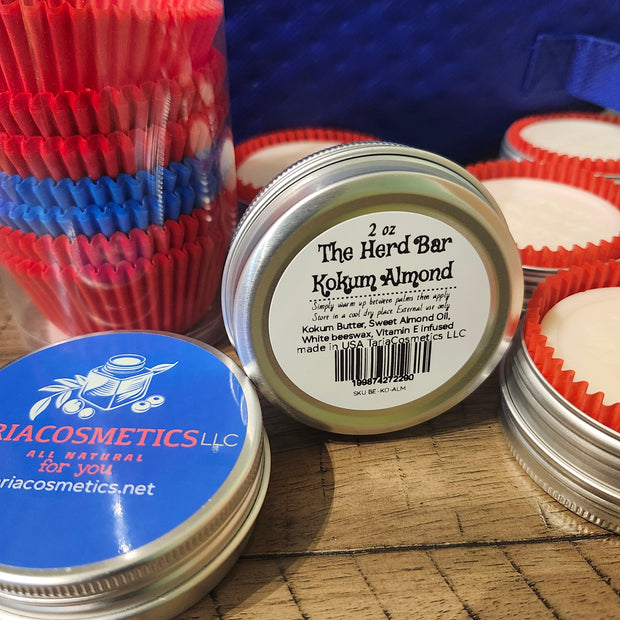 2 oz
The Herd Bar
Kokum Almond
Simply warm up between palms then apply
Store in a cool dry place External use only
Kokum Butter, Sweet Almond Oil,
White beeswax, Vitamin E infused
made in USA TariaCosmetics LLC
199874272290
SKU BE-KO-ALM
RIACOSMETICS LLC
ALL NATURAL
for you
riacosmetics.net